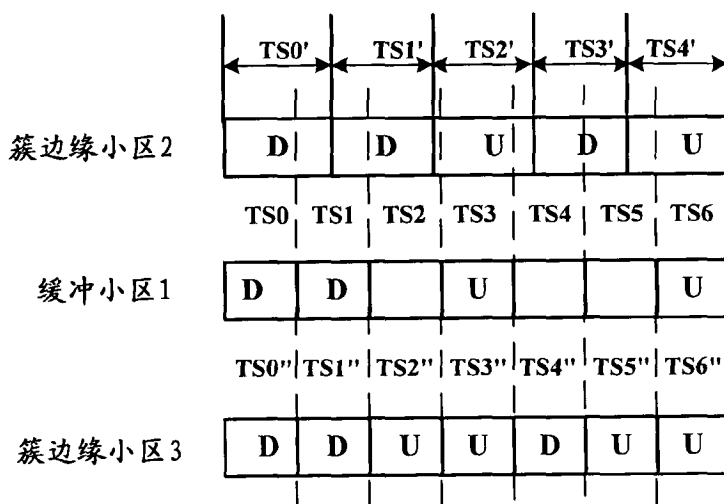 TS0' TS1' TS2' TS3' TS4'
簇边缘小区2 D D U D U
TS0 TS1 TS2 TS3 TS4 TS5 TS6
缓冲小区1 D D U U
TS0" TS1" TS2" TS3" TS4" TS5" TS6"
簇边缘小区3 D D U U D U U